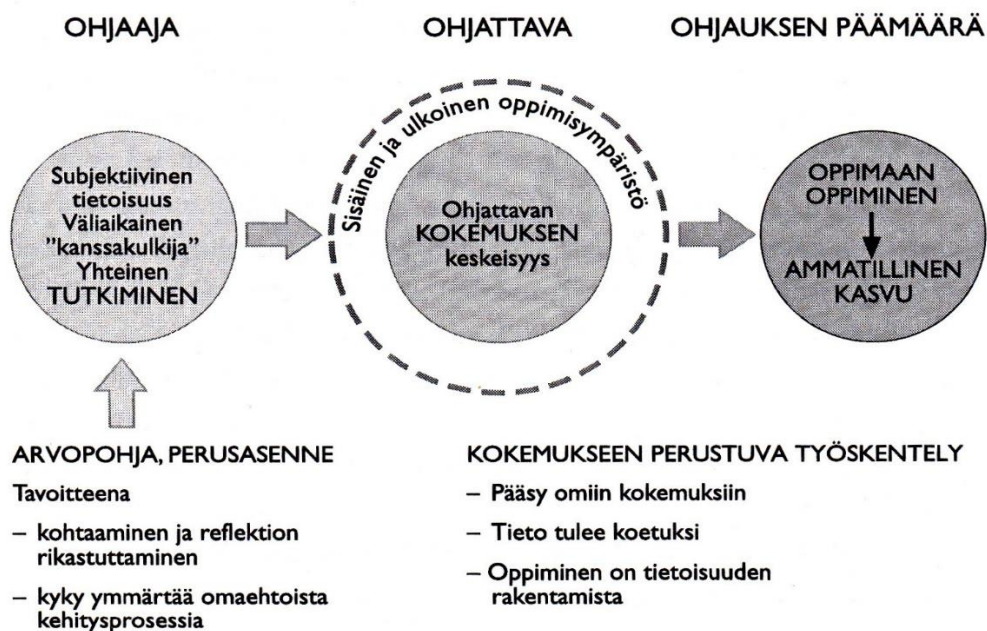 OHJAAJA
OHJATTAVA
OHJAUKSEN PÄÄMÄÄRÄ
Subjektiivinen
tietoisuus
Väliaikainen
”kanssakulkija”
Yhteinen
TUTKIMINEN
Sisäinen ja ulkoinen oppimisympäristö
Ohjattavan
KOKEMUKSEN
keskeisyys
OPPIMAAN
OPPIMINEN
AMMATILLINEN
KASVU
ARVOPOHJA, PERUSASENNE
Tavoitteena
– kohtaaminen ja reflektion
rikastuttaminen
– kyky ymmärtää omaehtoista
kehitysprosessia
KOKEMUKSEEN PERUSTUVA TYÖSKENTELY
– Pääsy omiin kokemuksiin
– Tieto tulee koetuksi
– Oppiminen on tietoisuuden
rakentamista